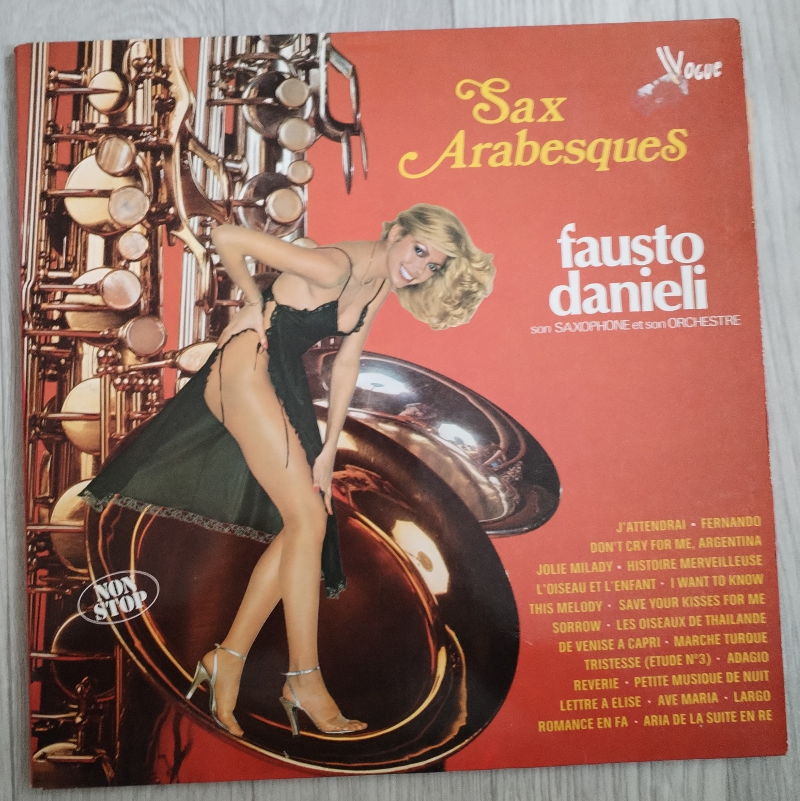 Vogue
Sax
Arabesques
fausto
danieli
son SAXOPHONE et son ORCHESTRE
J'ATTENDRAI • FERNANDO
DON'T CRY FOR ME, ARGENTINA
JOLIE MILADY • HISTOIRE MERVEILLEUSE
L'OISEAU ET L'ENFANT • I WANT TO KNOW
THIS MELODY • SAVE YOUR KISSES FOR ME
SORROW • LES OISEAUX DE THAILANDE
DE VENISE A CAPRI • MARCHE TURQUE
TRISTESSE (ÉTUDE N°3) • ADAGIO
REVERIE • PETITE MUSIQUE DE NUIT
LETTRE A ELISE • AVE MARIA • LARGO
ROMANCE EN FA • ARIA DE LA SUITE EN RE
NON
STOP